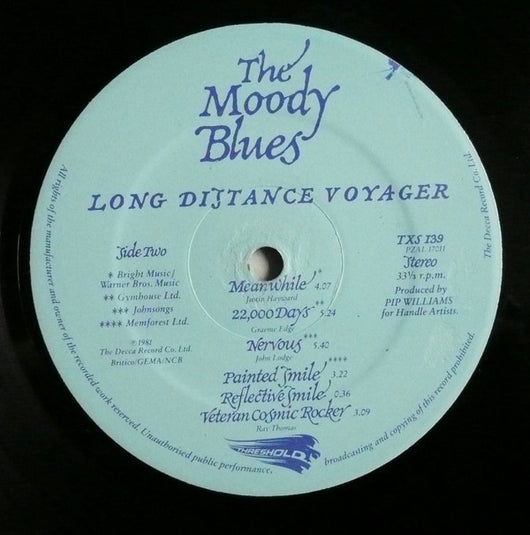 The
Moody
Blues
LONG DISTANCE VOYAGER
Side Two
* Bright Music/
Warner Bros. Music
** Gymhouse Ltd.
*** Johnsongs
**** Memforest Ltd.
℗ 1981
The Decca Record Co. Ltd.
Britico/GEMA/NCB
TXS 139
PZAL 17011
Stereo
33⅓ r.p.m.
Produced by
PIP WILLIAMS
for Handle Artists.
Meanwhile * 4.07
Justin Hayward
22,000 Days ** 5.24
Graeme Edge
Nervous *** 5.40
John Lodge
****
Painted Smile 3.22
Reflective Smile 0.36
Veteran Cosmic Rocker 3.09
Ray Thomas
THRESHOLD
All rights of the manufacturer and owner of the recorded work reserved. Unauthorised public performance, broadcasting and copying of this record prohibited.
The Decca Record Co. Ltd.